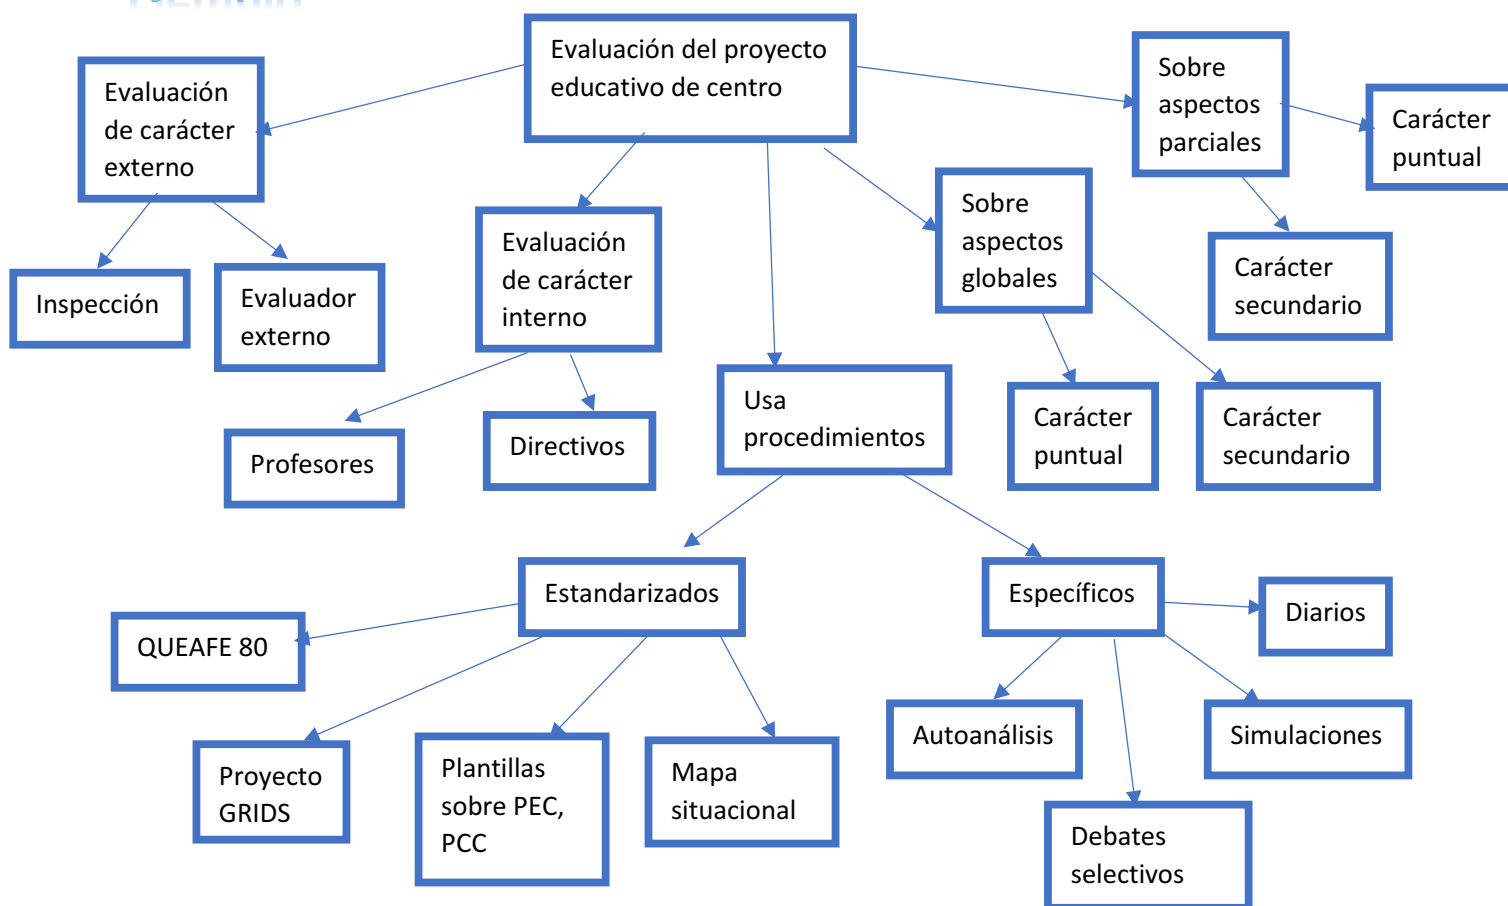 Evaluación del proyecto
educativo de centro
Evaluación
de carácter
externo
Sobre
aspectos
parciales
Carácter
puntual
Inspección
Evaluador
externo
Evaluación
de carácter
interno
Sobre
aspectos
globales
Carácter
secundario
Profesores
Directivos
Usa
procedimientos
Carácter
puntual
Carácter
secundario
Estandarizados
Específicos
Diarios
QUEAFE 80
Proyecto
GRIDS
Plantillas
sobre PEC,
PCC
Mapa
situacional
Autoanálisis
Simulaciones
Debates
selectivos